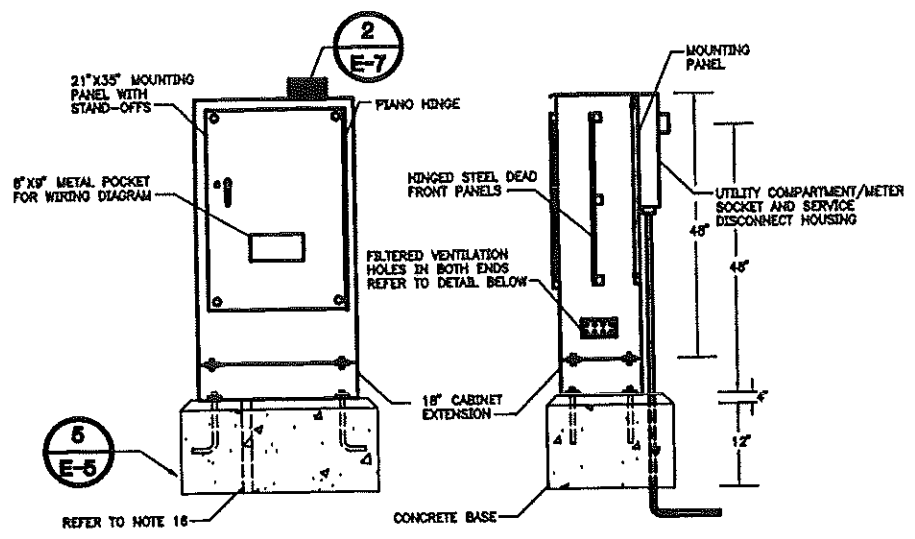 2
E-7
21"X35" MOUNTING
PANEL WITH
STAND-OFFS
PIANO HINGE
MOUNTING
PANEL
8"X9" METAL POCKET
FOR WIRING DIAGRAM
HINGED STEEL DEAD
FRONT PANELS
UTILITY COMPARTMENT/METER
SOCKET AND SERVICE
DISCONNECT HOUSING
48"
FILTERED VENTILATION
HOLES IN BOTH ENDS
REFER TO DETAIL BELOW
48"
18" CABINET
EXTENSION
4"
5
E-5
12"
REFER TO NOTE 16
CONCRETE BASE